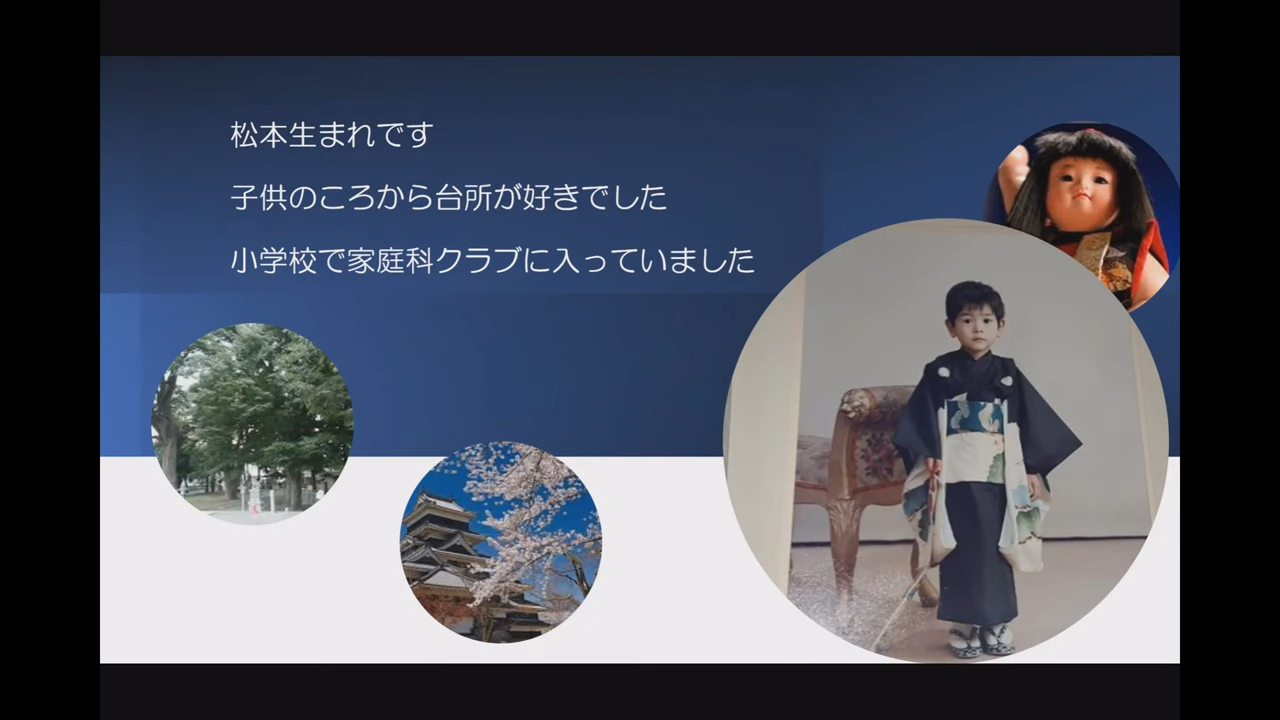 松本生まれです
子供のころから台所が好きでした
小学校で家庭科クラブに入っていました